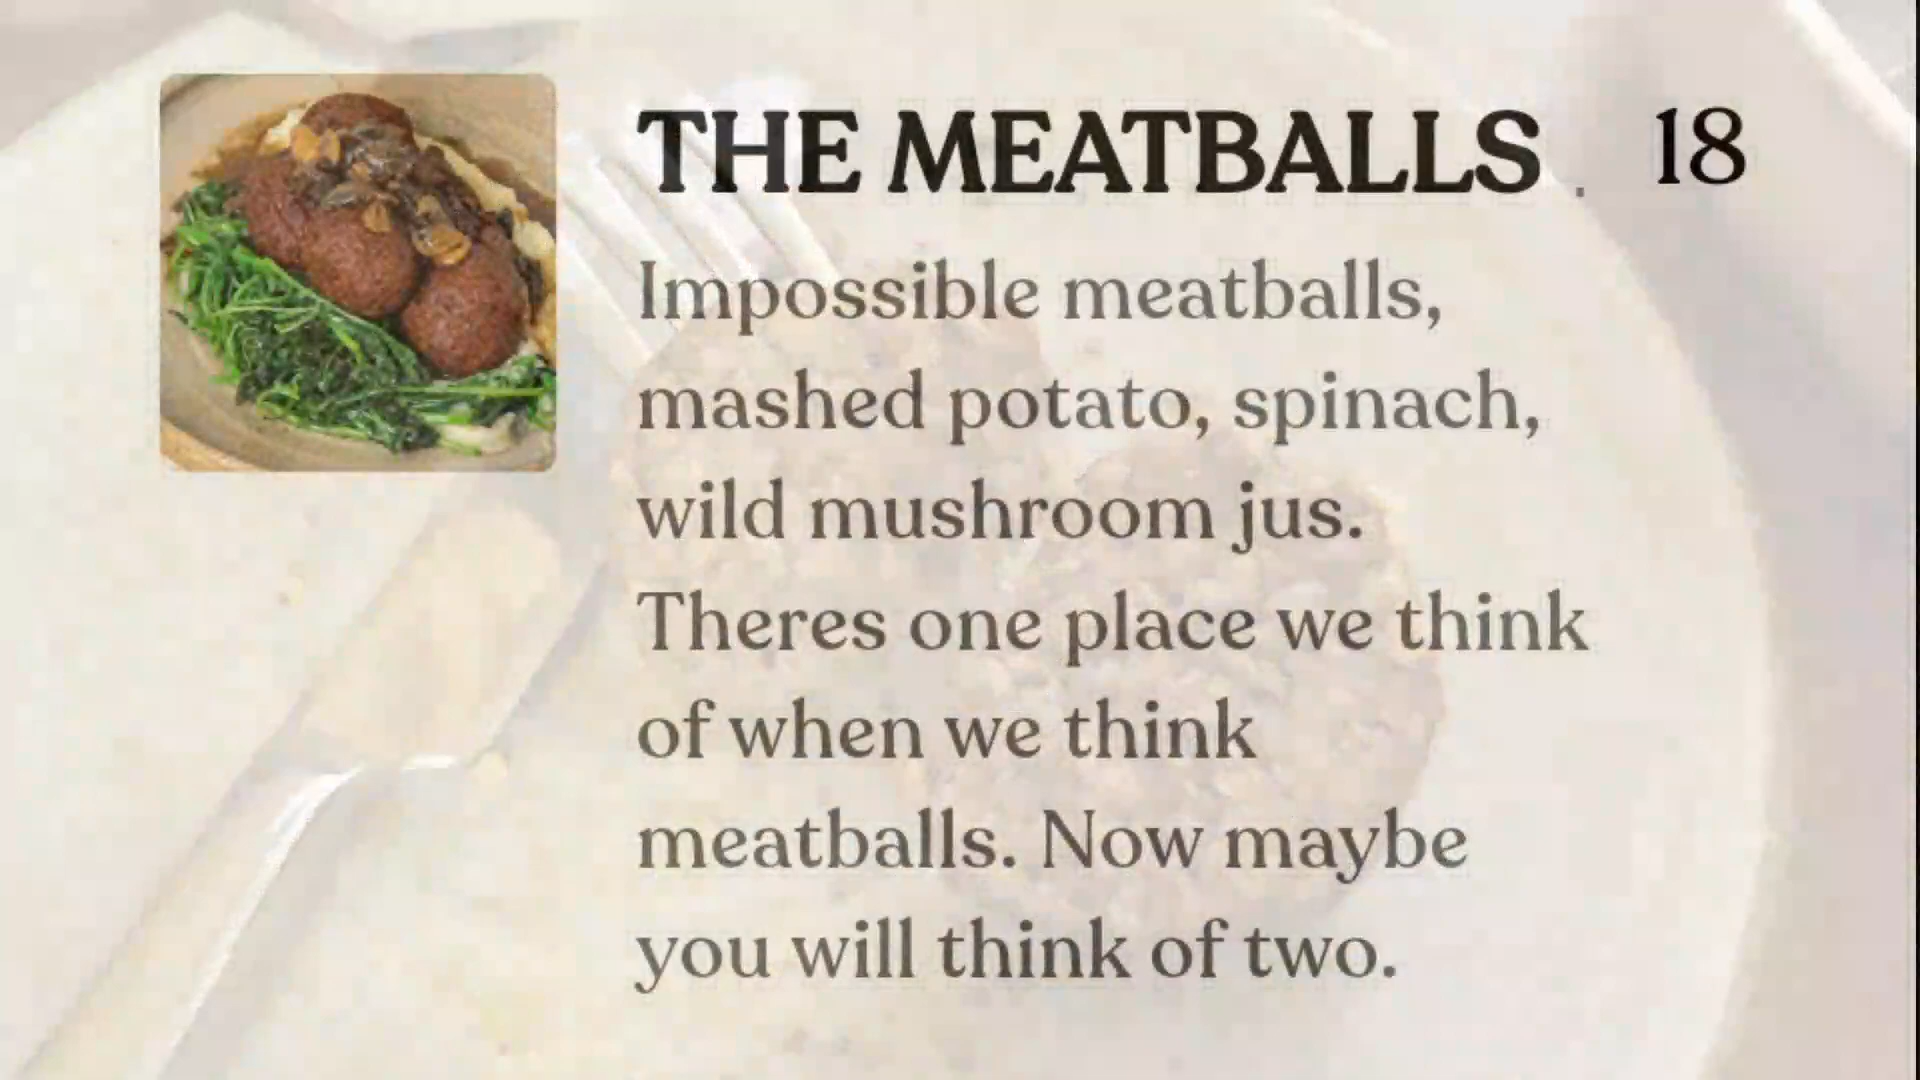 THE MEATBALLS . 18
Impossible meatballs,
mashed potato, spinach,
wild mushroom jus.
Theres one place we think
of when we think
meatballs. Now maybe
you will think of two.